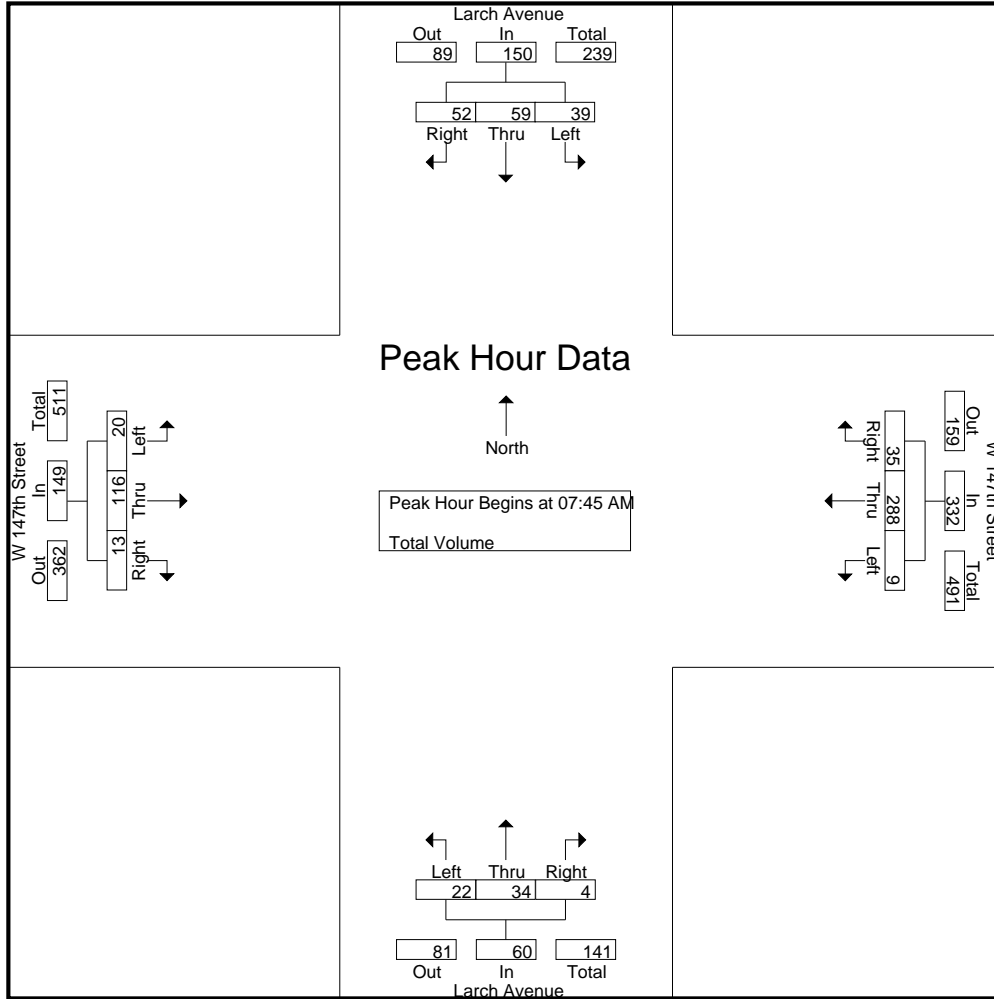 Larch Avenue
Out In Total
89 150 239
52 59 39
Right Thru Left
Peak Hour Data
North
Peak Hour Begins at 07:45 AM
Total Volume
W 147th Street
Out In Total
362 149 511
13 116 20
Right Thru Left
W 147th Street
Out In Total
159 332 491
35 288 9
Right Thru Left
Left Thru Right
22 34 4
81 60 141
Out In Total
Larch Avenue